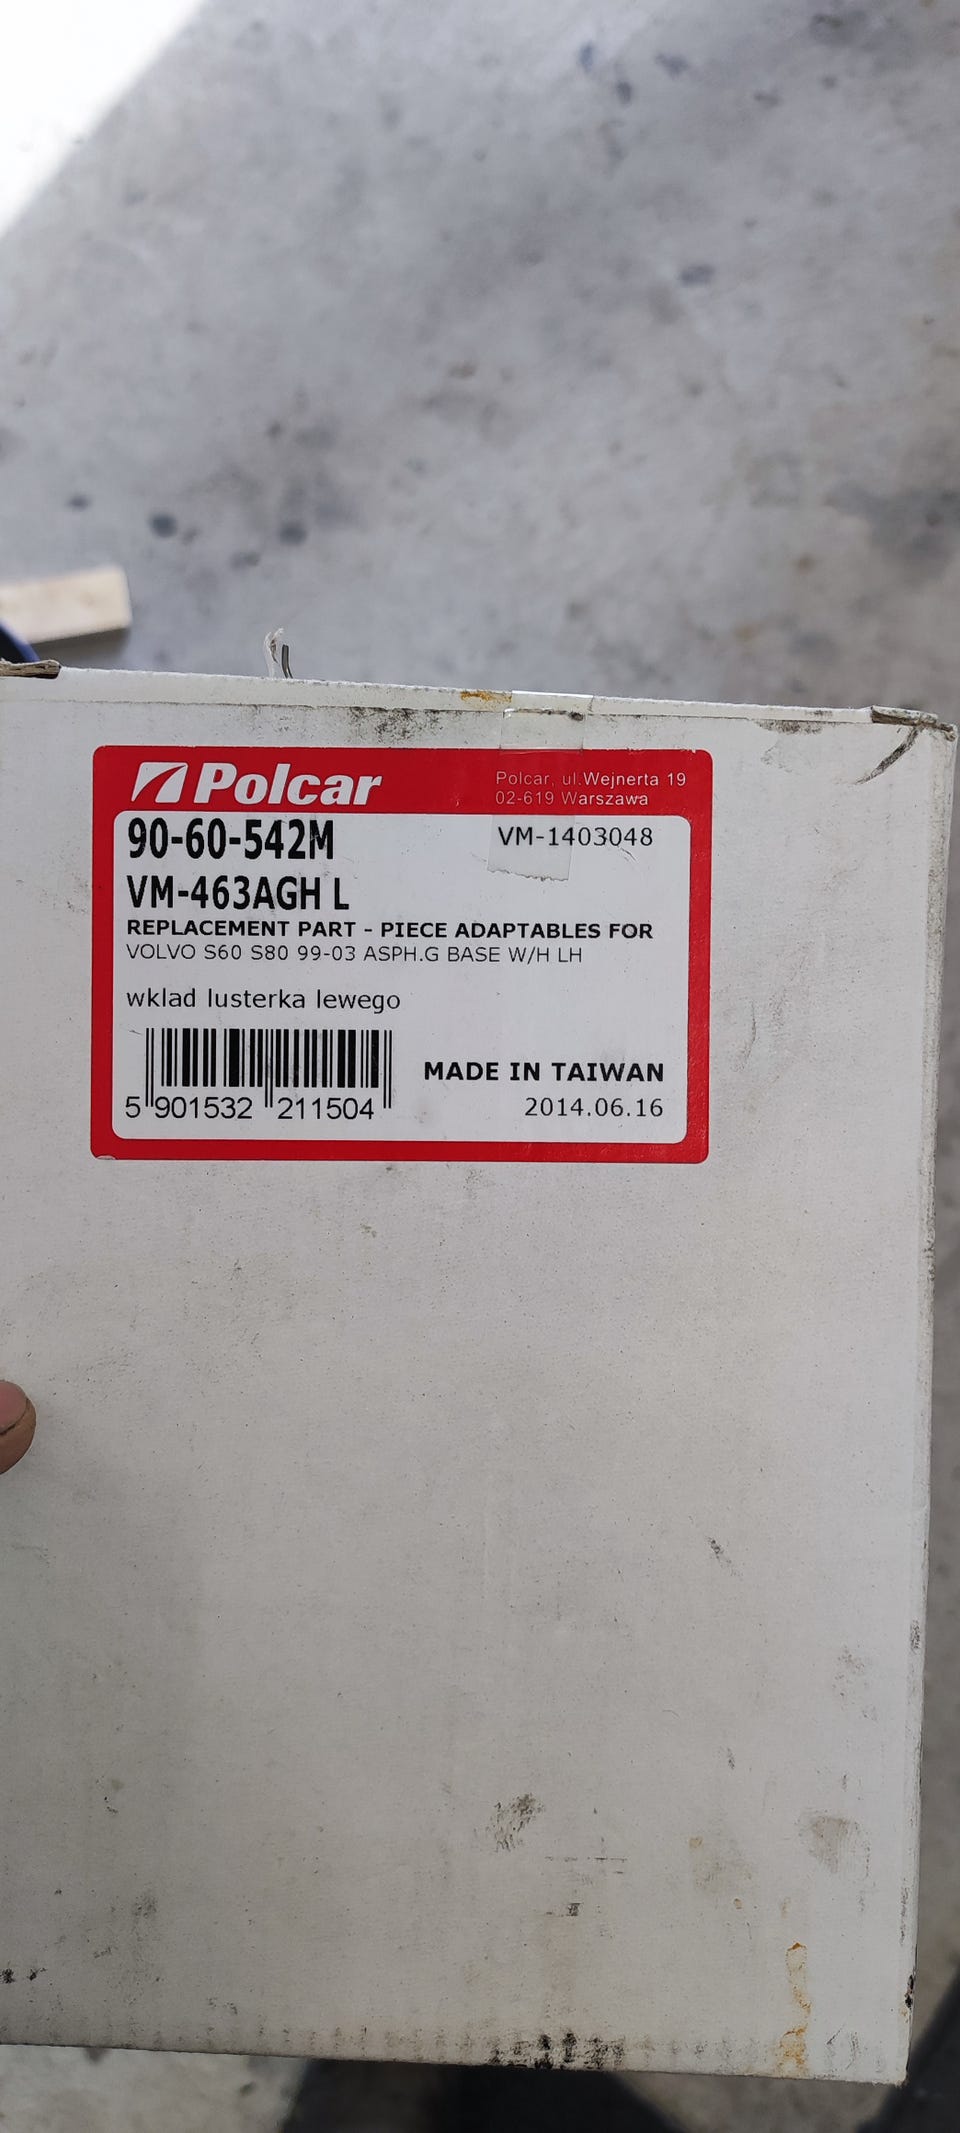 Polcar
Polcar, ul.Wejnerta 19
02-619 Warszawa
90-60-542M
VM-1403048
VM-463AGH L
REPLACEMENT PART - PIECE ADAPTABLES FOR
VOLVO S60 S80 99-03 ASPH.G BASE W/H LH
wklad lusterka lewego
MADE IN TAIWAN
5 901532 211504
2014.06.16